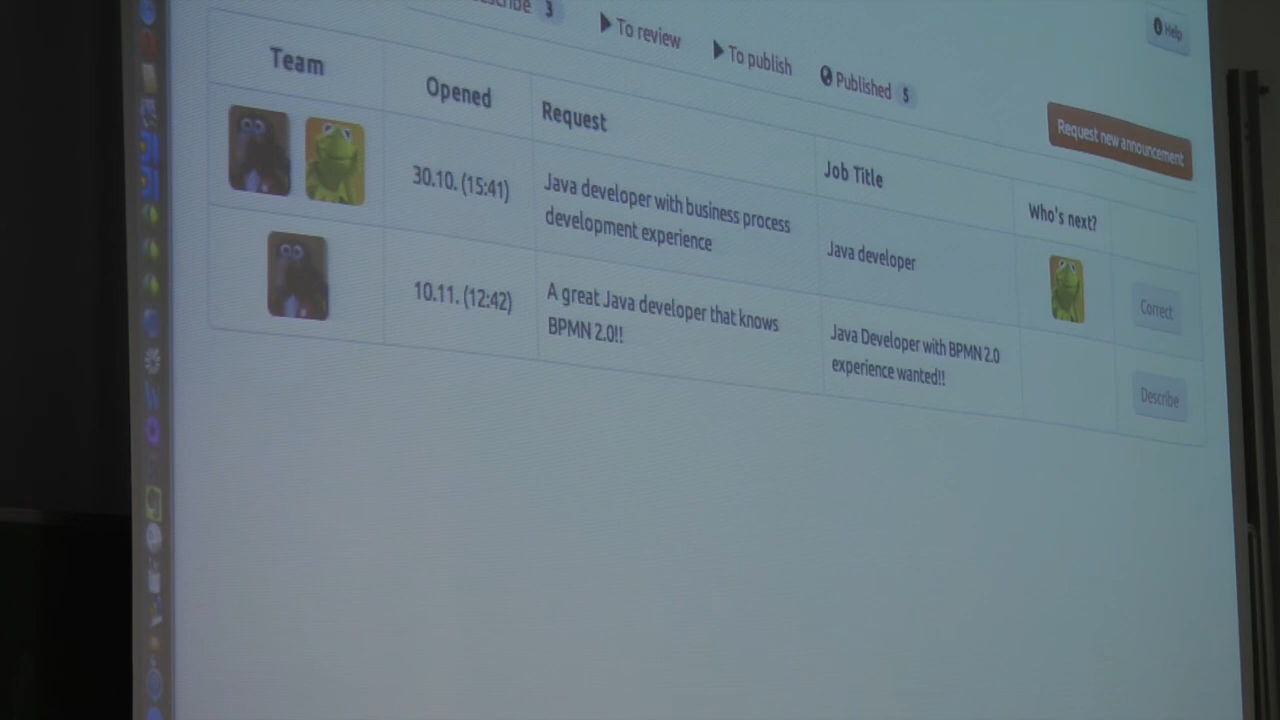 3
To review
To publish
Published 5
Help
Request new announcement
Team
Opened
Request
Job Title
Who's next?
30.10. (15:41)
Java developer with business process
development experience
Java developer
Correct
10.11. (12:42)
A great Java developer that knows
BPMN 2.0!!
Java Developer with BPMN 2.0
experience wanted!!
Describe